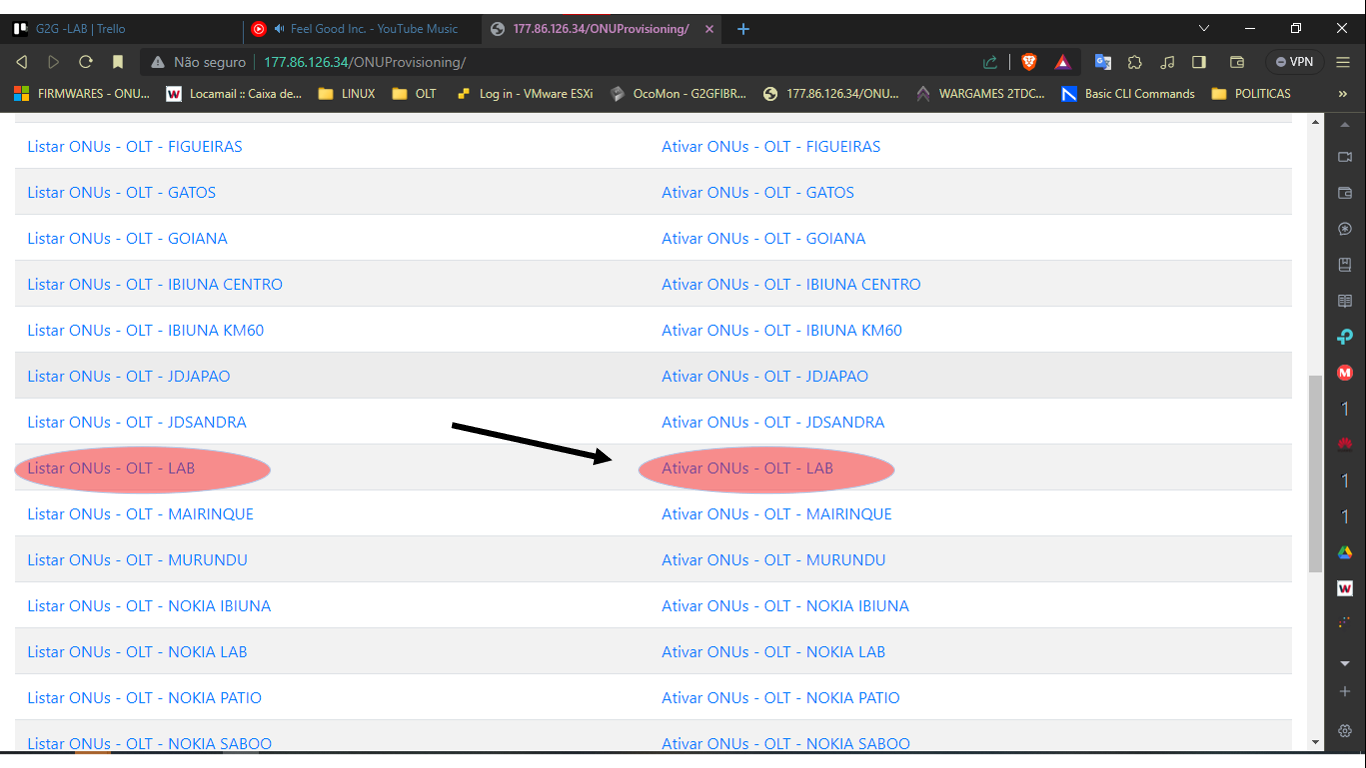 G2G -LAB | Trello
Feel Good Inc. - YouTube Music
177.86.126.34/ONUProvisioning/
Não seguro
177.86.126.34/ONUProvisioning/
VPN
FIRMWARES - ONU...
Locamail :: Caixa de...
LINUX
OLT
Log in - VMware ESXi
OcoMon - G2GFIBR...
177.86.126.34/ONU...
WARGAMES 2TDC...
Basic CLI Commands
POLITICAS
»
Listar ONUs - OLT - FIGUEIRAS Ativar ONUs - OLT - FIGUEIRAS
Listar ONUs - OLT - GATOS Ativar ONUs - OLT - GATOS
Listar ONUs - OLT - GOIANA Ativar ONUs - OLT - GOIANA
Listar ONUs - OLT - IBIUNA CENTRO Ativar ONUs - OLT - IBIUNA CENTRO
Listar ONUs - OLT - IBIUNA KM60 Ativar ONUs - OLT - IBIUNA KM60
Listar ONUs - OLT - JDJAPAO Ativar ONUs - OLT - JDJAPAO
Listar ONUs - OLT - JDSANDRA Ativar ONUs - OLT - JDSANDRA
Listar ONUs - OLT - LAB Ativar ONUs - OLT - LAB
Listar ONUs - OLT - MAIRINQUE Ativar ONUs - OLT - MAIRINQUE
Listar ONUs - OLT - MURUNDU Ativar ONUs - OLT - MURUNDU
Listar ONUs - OLT - NOKIA IBIUNA Ativar ONUs - OLT - NOKIA IBIUNA
Listar ONUs - OLT - NOKIA LAB Ativar ONUs - OLT - NOKIA LAB
Listar ONUs - OLT - NOKIA PATIO Ativar ONUs - OLT - NOKIA PATIO
Listar ONUs - OLT - NOKIA SABOO Ativar ONUs - OLT - NOKIA SABOO
M
1
1
1
W